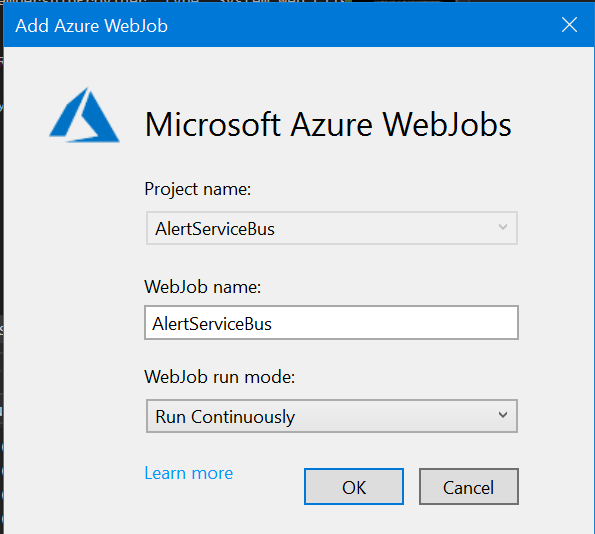 Add Azure WebJob
Microsoft Azure WebJobs
Project name:
AlertServiceBus
WebJob name:
AlertServiceBus
WebJob run mode:
Run Continuously
Learn more
OK
Cancel